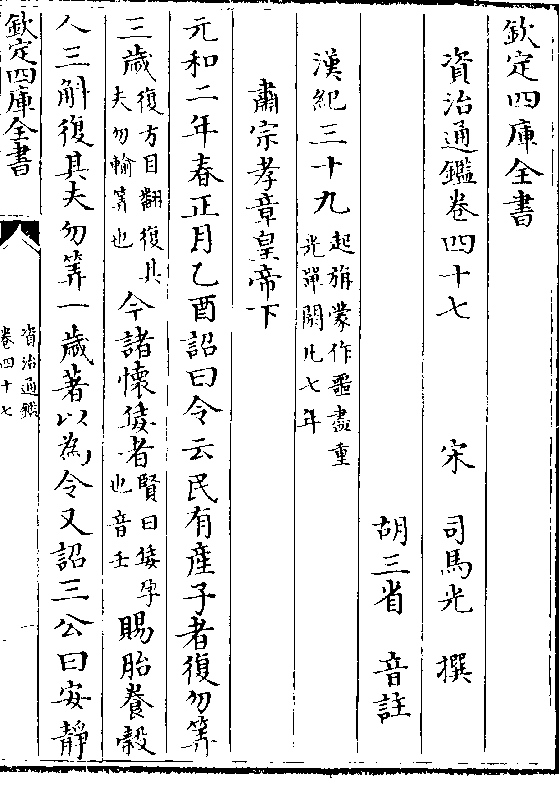 欽定四庫全書
資治通鑑卷四十七
宋 司馬光 撰
胡三省 音註
漢紀三十九起旃蒙作噩盡重光單閼凡七年
肅宗孝章皇帝下
元和二年春正月乙酉詔曰令云民有産子者復勿筭
三歲復方目翻復其夫勿輸筭也今諸懷㛛者賢曰㛛孕也音壬賜胎養穀
人三斛復其夫勿筭一歲著以為令又詔三公曰安靜
欽定四庫全書
資治通鑑
卷四十七